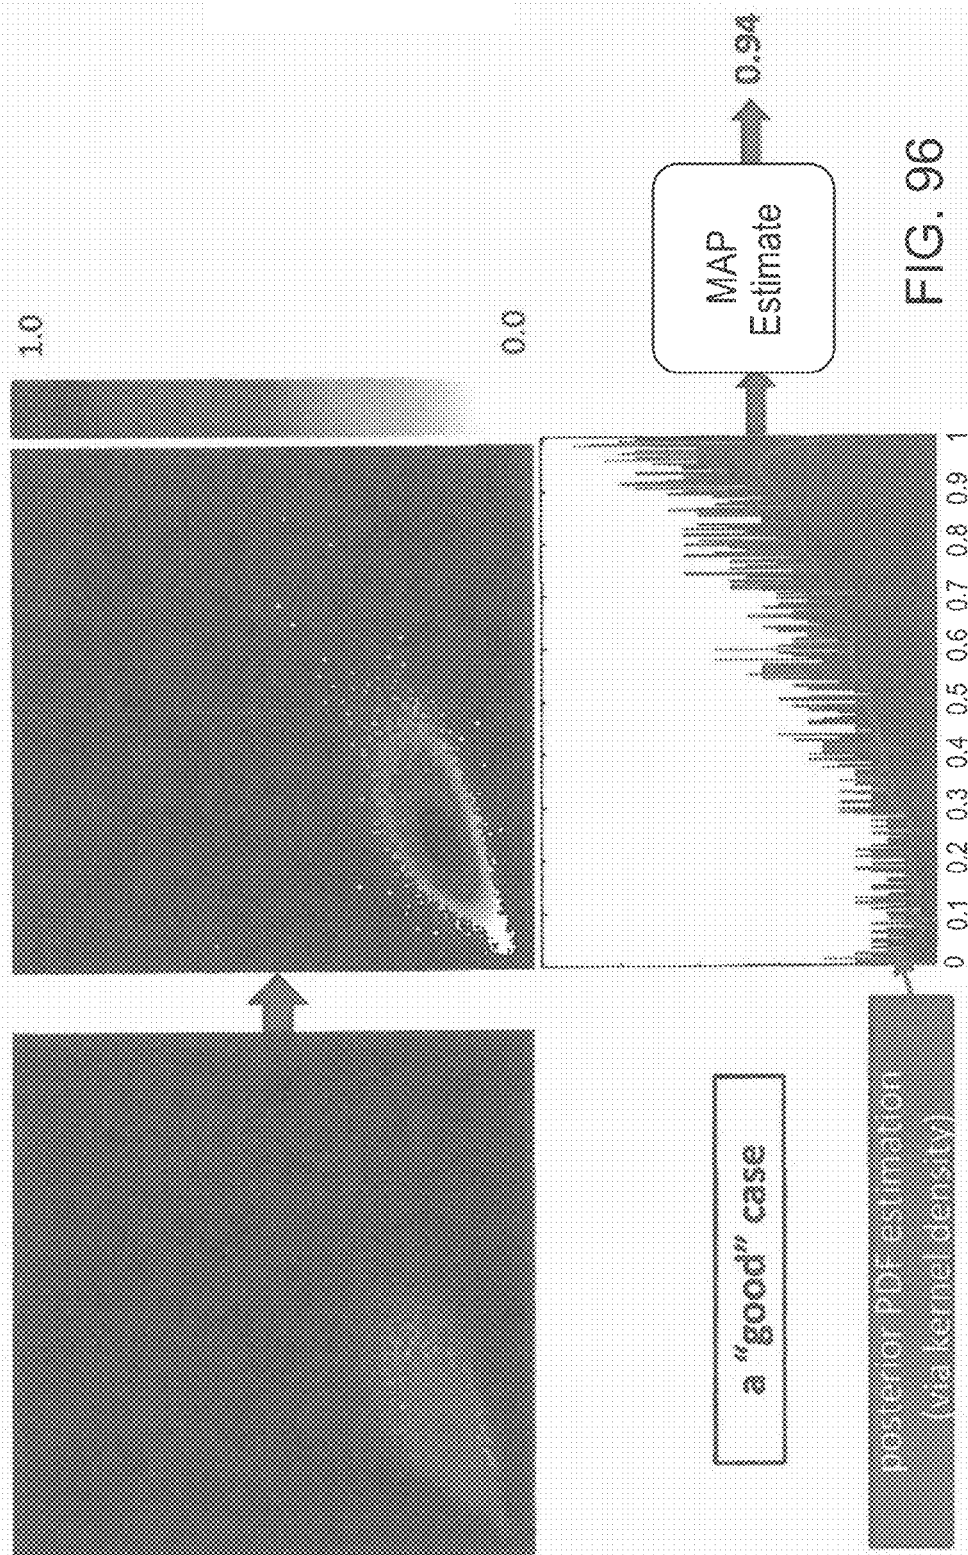 1.0
0.0
MAP
Estimate
0.94
a "good" case
posterior PDF estimation
(via kernel density)
0 0.1 0.2 0.3 0.4 0.5 0.6 0.7 0.8 0.9 1
FIG. 96